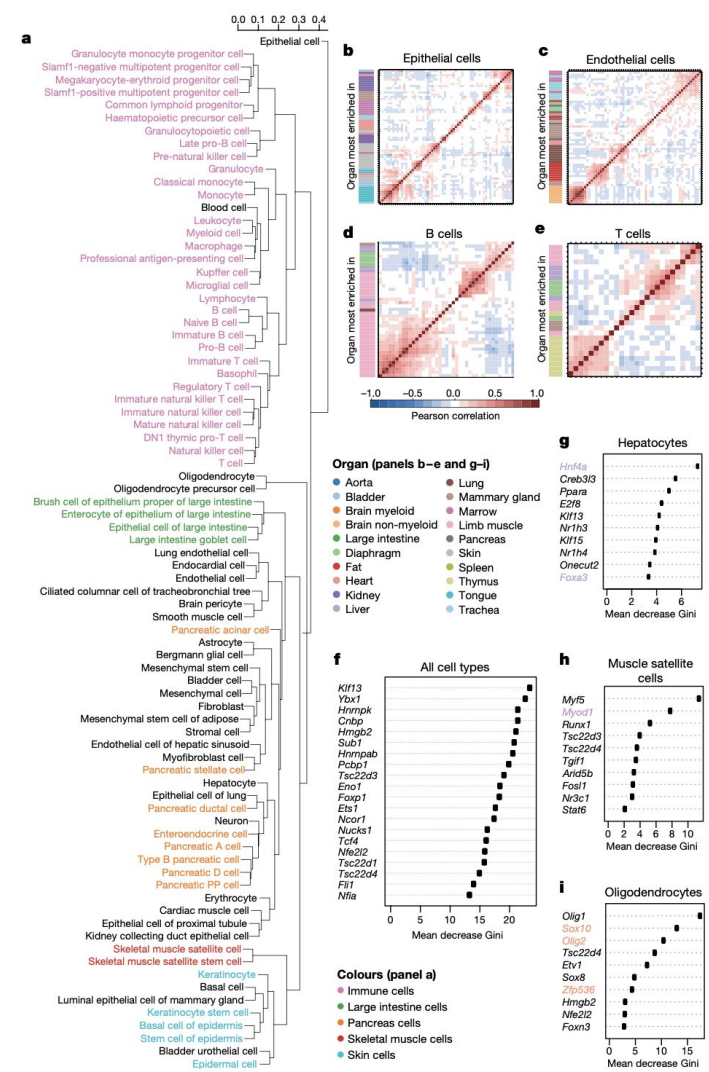 a
0.0 0.1 0.2 0.3 0.4
Epithelial cell
Granulocyte monocyte progenitor cell
Slamf1-negative multipotent progenitor cell
Megakaryocyte-erythroid progenitor cell
Slamf1-positive multipotent progenitor cell
Common lymphoid progenitor
Haematopoietic precursor cell
Granulocytopoietic cell
Late pro-B cell
Pre-natural killer cell
Granulocyte
Classical monocyte
Monocyte
Blood cell
Leukocyte
Myeloid cell
Macrophage
Professional antigen-presenting cell
Kupffer cell
Microglial cell
Lymphocyte
B cell
Naive B cell
Immature B cell
Pro-B cell
Immature T cell
Basophil
Regulatory T cell
Immature natural killer T cell
Immature natural killer cell
Mature natural killer cell
DN1 thymic pro-T cell
Natural killer cell
T cell
Oligodendrocyte
Oligodendrocyte precursor cell
Brush cell of epithelium proper of large intestine
Enterocyte of epithelium of large intestine
Epithelial cell of large intestine
Large intestine goblet cell
Lung endothelial cell
Endocardial cell
Endothelial cell
Ciliated columnar cell of tracheobronchial tree
Brain pericyte
Smooth muscle cell
Pancreatic acinar cell
Astrocyte
Bergmann glial cell
Mesenchymal stem cell
Bladder cell
Mesenchymal cell
Fibroblast
Mesenchymal stem cell of adipose
Stromal cell
Endothelial cell of hepatic sinusoid
Myofibroblast cell
Pancreatic stellate cell
Hepatocyte
Epithelial cell of lung
Pancreatic ductal cell
Neuron
Enteroendocrine cell
Pancreatic A cell
Type B pancreatic cell
Pancreatic D cell
Pancreatic PP cell
Erythrocyte
Cardiac muscle cell
Epithelial cell of proximal tubule
Kidney collecting duct epithelial cell
Skeletal muscle satellite cell
Skeletal muscle satellite stem cell
Keratinocyte
Basal cell
Luminal epithelial cell of mammary gland
Keratinocyte stem cell
Basal cell of epidermis
Stem cell of epidermis
Bladder urothelial cell
Epidermal cell
b
Epithelial cells
Organ most enriched in
c
Endothelial cells
Organ most enriched in
d
B cells
Organ most enriched in
e
T cells
Organ most enriched in
−1.0 −0.5 0.0 0.5 1.0
Pearson correlation
Organ (panels b–e and g–i)
Aorta
Bladder
Brain myeloid
Brain non-myeloid
Large intestine
Diaphragm
Fat
Heart
Kidney
Liver
Lung
Mammary gland
Marrow
Limb muscle
Pancreas
Skin
Spleen
Thymus
Tongue
Trachea
f
All cell types
Klf13
Ybx1
Hnrnpk
Cnbp
Hmgb2
Sub1
Hnrnpab
Pcbp1
Tsc22d3
Eno1
Foxp1
Ets1
Ncor1
Nucks1
Tcf4
Nfe2l2
Tsc22d1
Tsc22d4
Fli1
Nfia
0 5 10 15 20
Mean decrease Gini
Colours (panel a)
Immune cells
Large intestine cells
Pancreas cells
Skeletal muscle cells
Skin cells
g
Hepatocytes
Hnf4a
Creb3l3
Ppara
E2f8
Klf13
Nr1h3
Klf15
Nr1h4
Onecut2
Foxa3
0 2 4 6
Mean decrease Gini
h
Muscle satellite
cells
Myf5
Myod1
Runx1
Tsc22d3
Tsc22d4
Tgif1
Arid5b
Fosl1
Nr3c1
Stat6
0 2 4 6 8 10
Mean decrease Gini
i
Oligodendrocytes
Olig1
Sox10
Olig2
Tsc22d4
Etv1
Sox8
Zfp536
Hmgb2
Nfe2l2
Foxn3
0 5 10 15
Mean decrease Gini